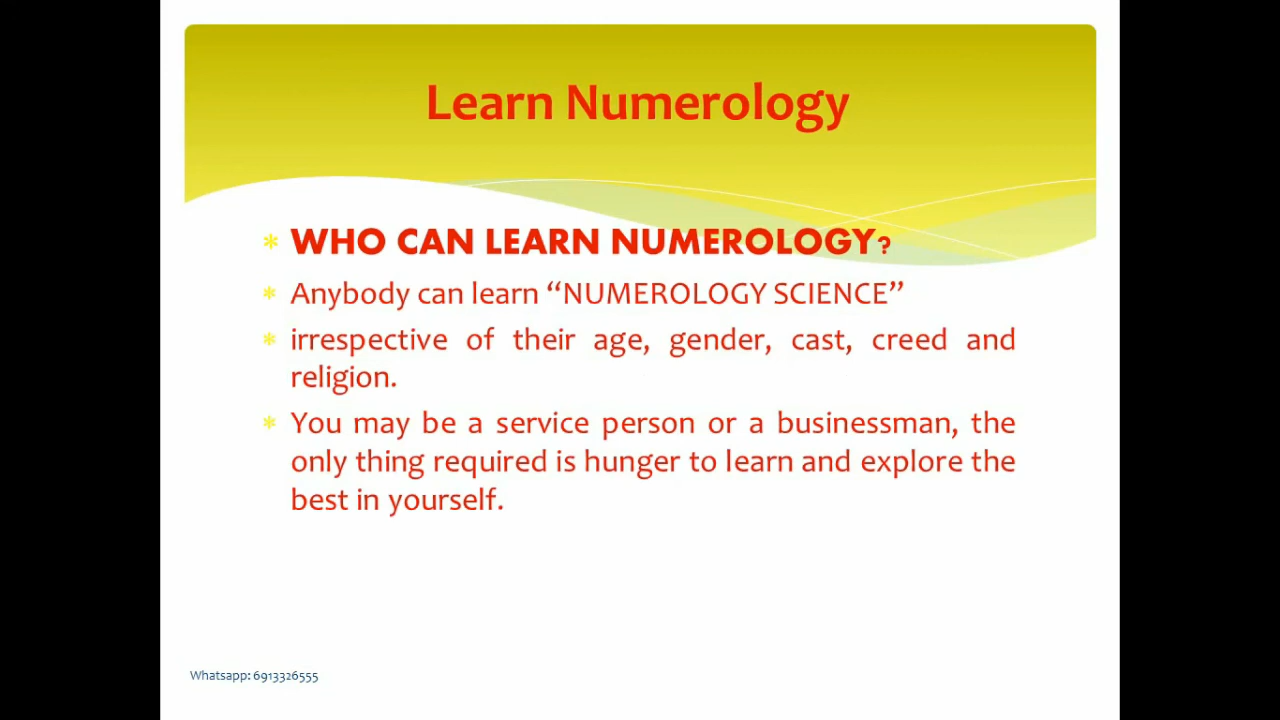 Learn Numerology
* WHO CAN LEARN NUMEROLOGY?
* Anybody can learn “NUMEROLOGY SCIENCE”
* irrespective of their age, gender, cast, creed and
religion.
* You may be a service person or a businessman, the
only thing required is hunger to learn and explore the
best in yourself.
Whatsapp: 6913326555